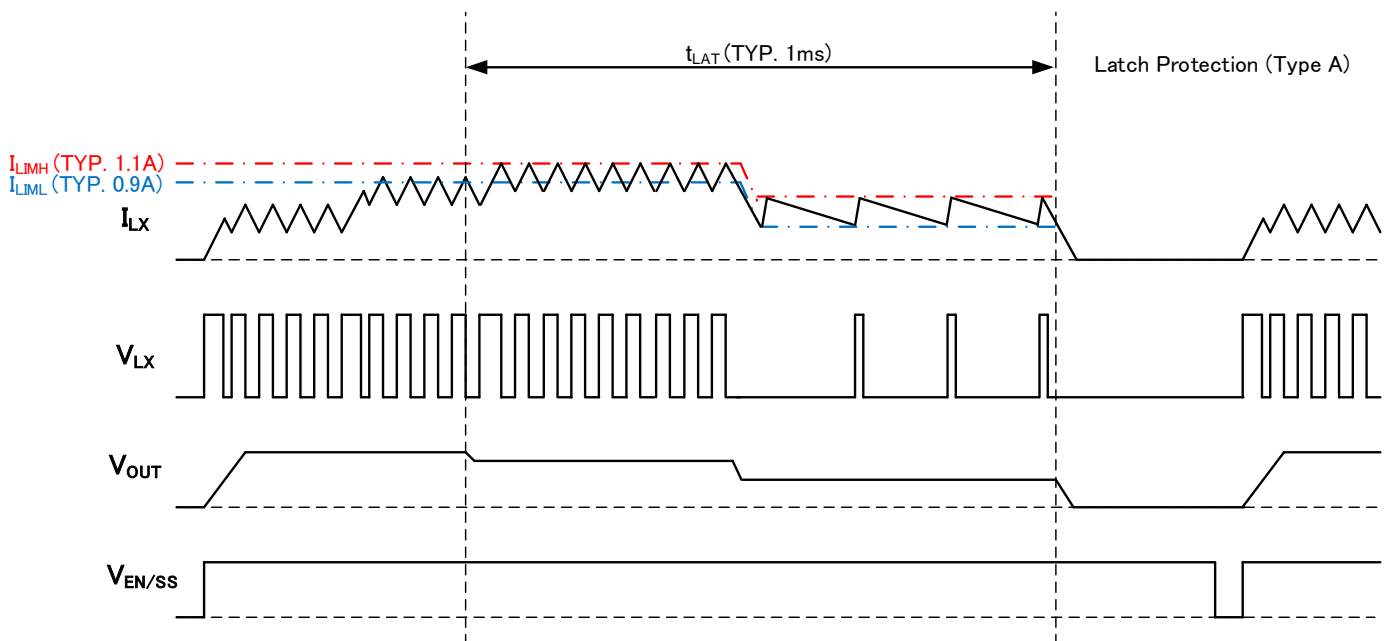 tLAT (TYP. 1ms)
Latch Protection (Type A)
ILIMH (TYP. 1.1A)
ILIML (TYP. 0.9A)
ILX
VLX
VOUT
VEN/SS